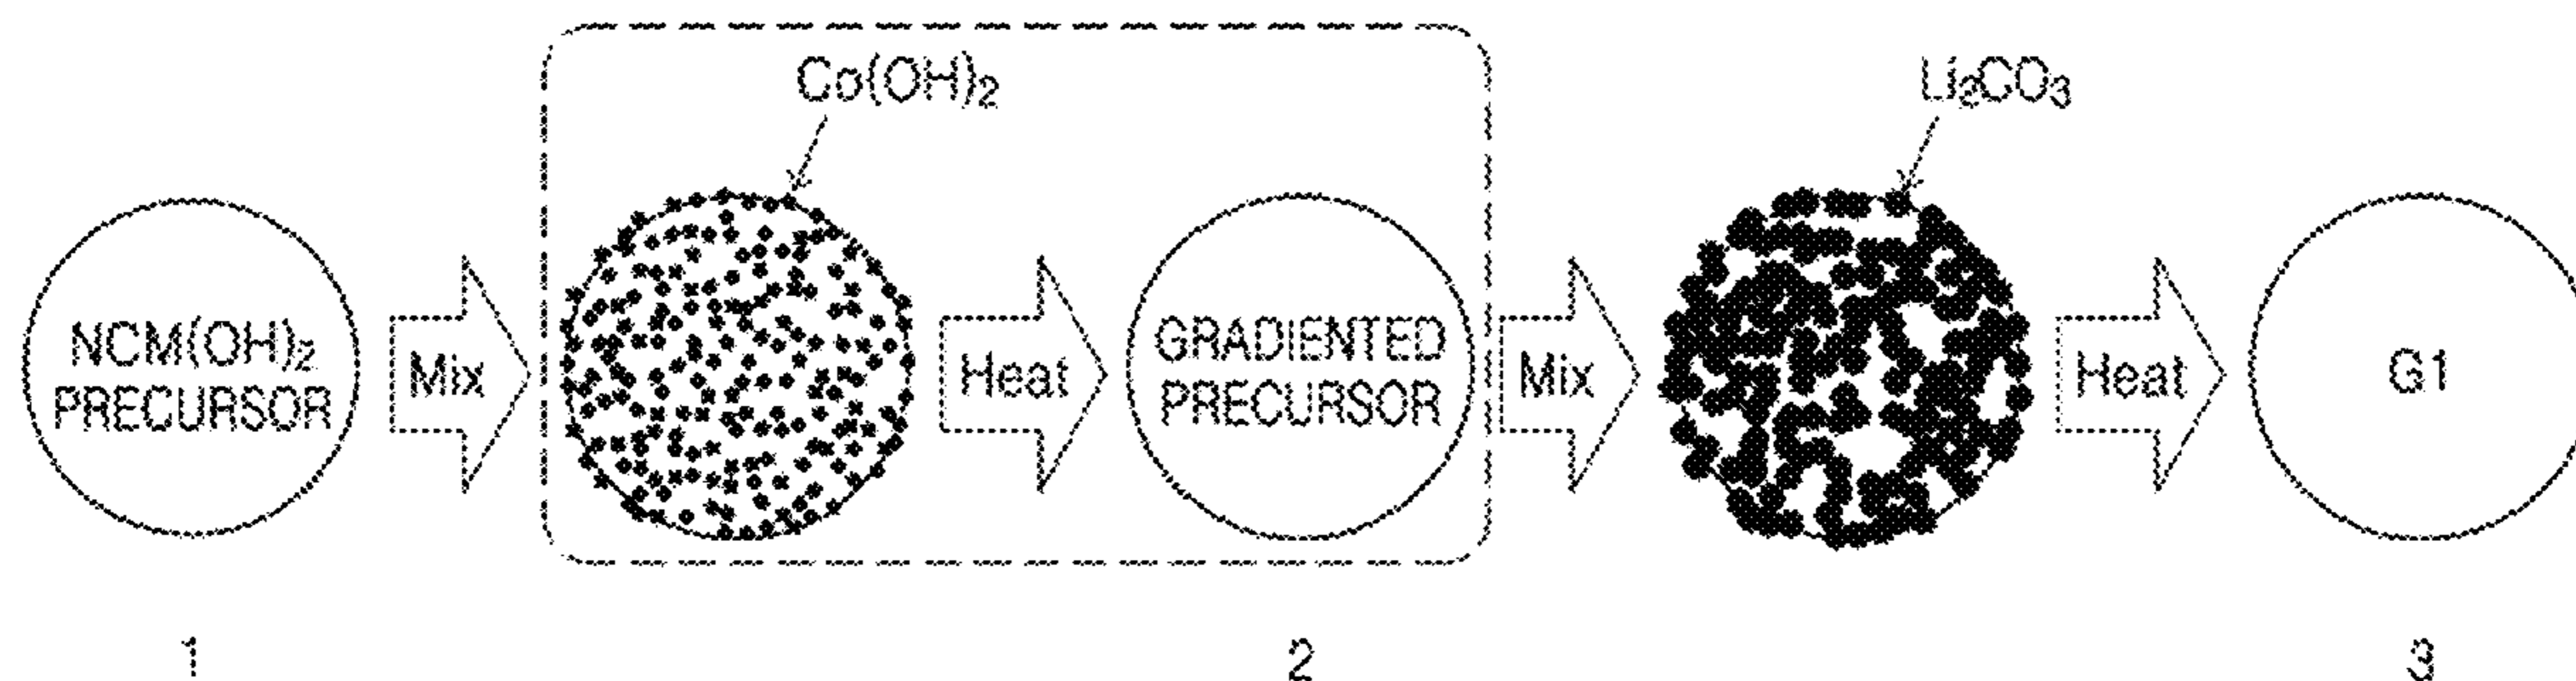 Co(OH)₂
Li₂CO₃
NCM(OH)₂
PRECURSOR
Mix
Heat
GRADIENTED
PRECURSOR
Mix
Heat
G1
1
2
3